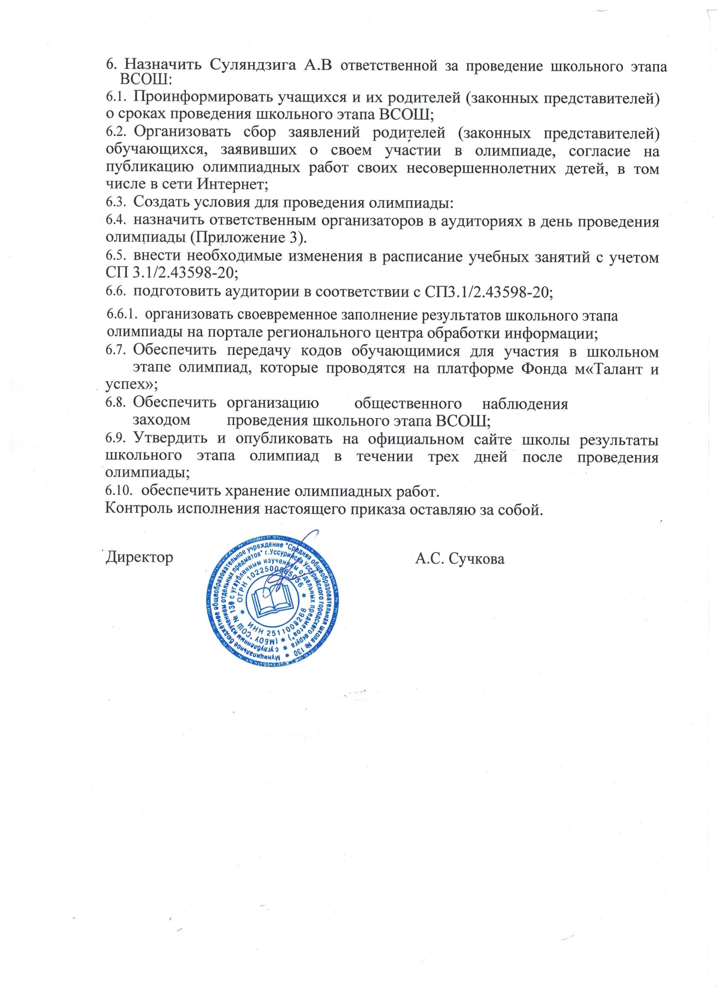 6. Назначить Суляндзига А.В ответственной за проведение школьного этапа
ВСОШ:
6.1. Проинформировать учащихся и их родителей (законных представителей)
о сроках проведения школьного этапа ВСОШ;
6.2. Организовать сбор заявлений родителей (законных представителей)
обучающихся, заявивших о своем участии в олимпиаде, согласие на
публикацию олимпиадных работ своих несовершеннолетних детей, в том
числе в сети Интернет;
6.3. Создать условия для проведения олимпиады:
6.4. назначить ответственным организаторов в аудиториях в день проведения
олимпиады (Приложение 3).
6.5. внести необходимые изменения в расписание учебных занятий с учетом
СП 3.1/2.43598-20;
6.6. подготовить аудитории в соответствии с СП3.1/2.43598-20;
6.6.1. организовать своевременное заполнение результатов школьного этапа
олимпиады на портале регионального центра обработки информации;
6.7. Обеспечить передачу кодов обучающимися для участия в школьном
этапе олимпиад, которые проводятся на платформе Фонда м«Талант и
успех»;
6.8. Обеспечить организацию общественного наблюдения
заходом проведения школьного этапа ВСОШ;
6.9. Утвердить и опубликовать на официальном сайте школы результаты
школьного этапа олимпиад в течении трех дней после проведения
олимпиады;
6.10. обеспечить хранение олимпиадных работ.
Контроль исполнения настоящего приказа оставляю за собой.
Директор А.С. Сучкова
Муниципальное бюджетное общеобразовательное учреждение "Средняя общеобразовательная школа № 130
с углубленным изучением отдельных предметов" г.Уссурийска Уссурийского городского округа
(МБОУ "СОШ № 130 с углубленным изучением отдельных предметов")
ОГРН 1022500865056
ИНН 2511008268